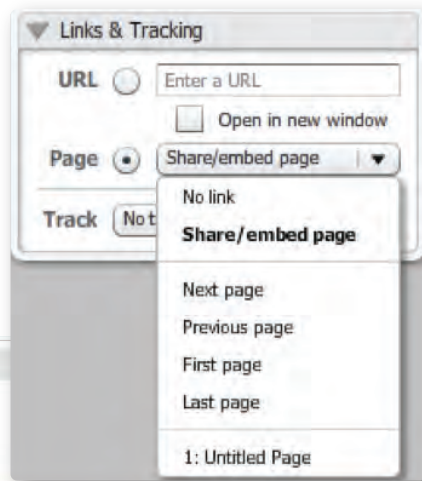 Links & Tracking
URL Enter a URL
Open in new window
Page Share/embed page
No link
Track Not
Share/embed page
Next page
Previous page
First page
Last page
1: Untitled Page